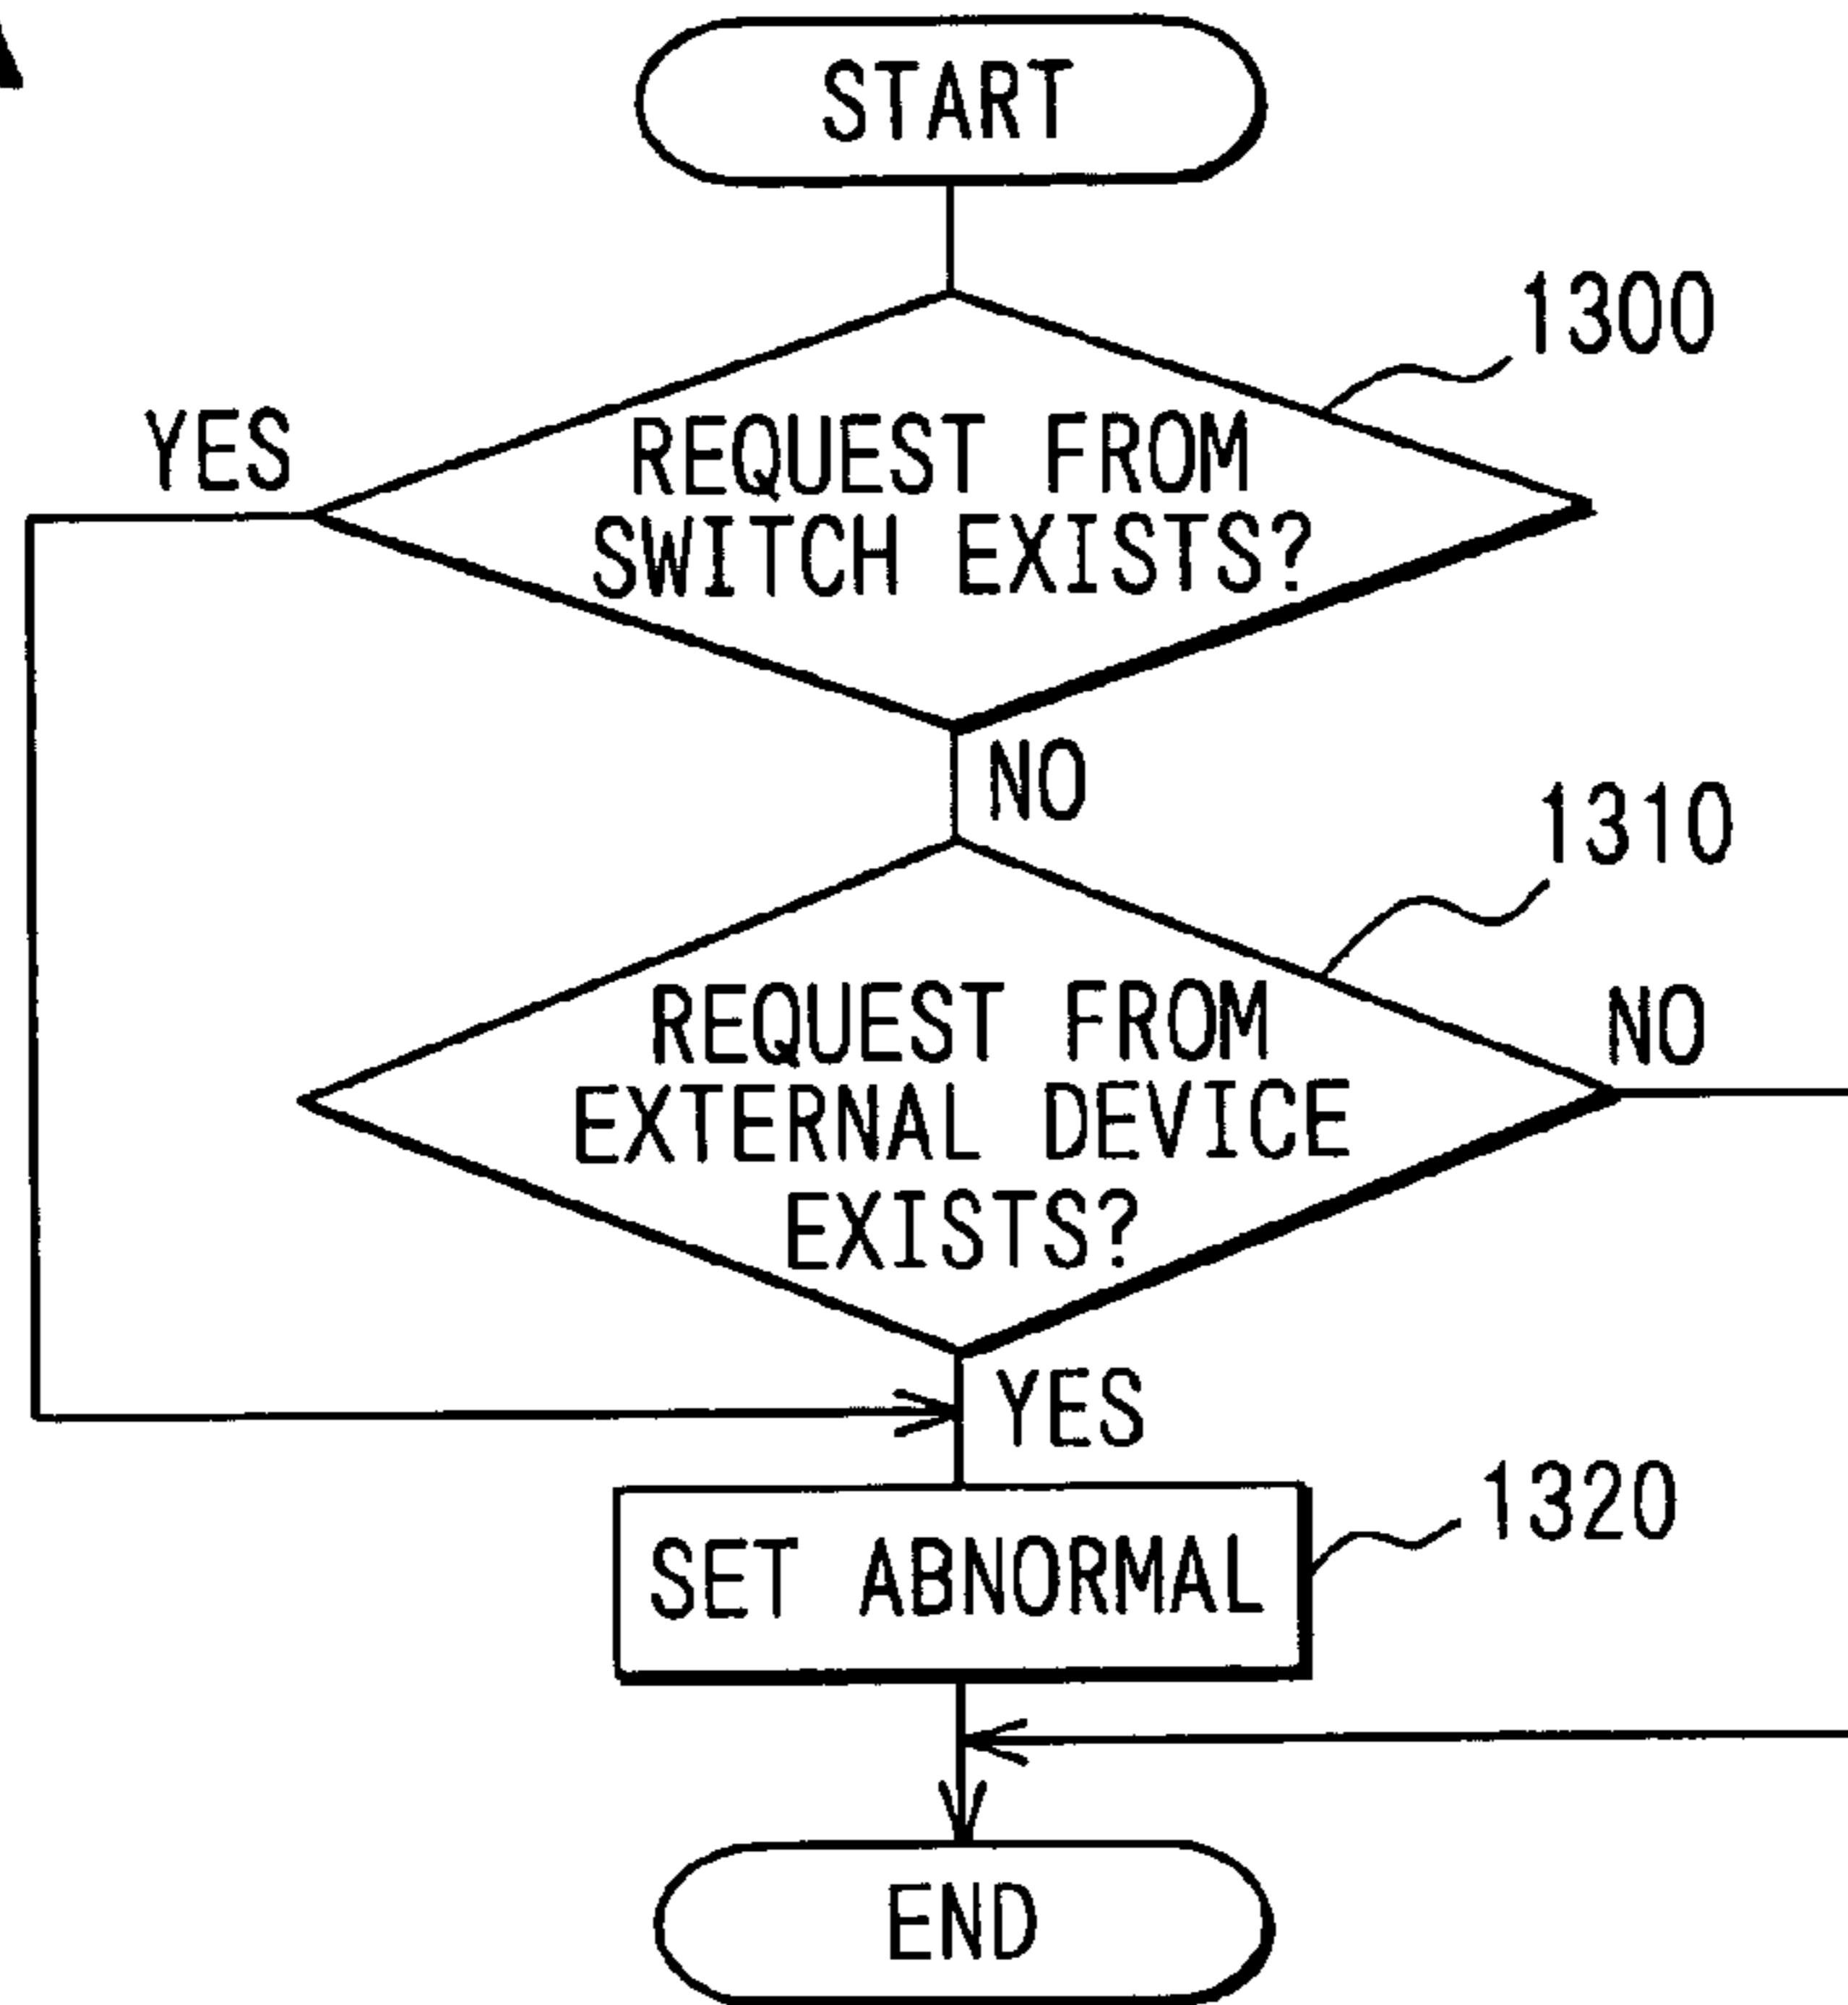 START
1300
YES
REQUEST FROM
SWITCH EXISTS?
NO
1310
REQUEST FROM
NO
EXTERNAL DEVICE
EXISTS?
YES
1320
SET ABNORMAL
END